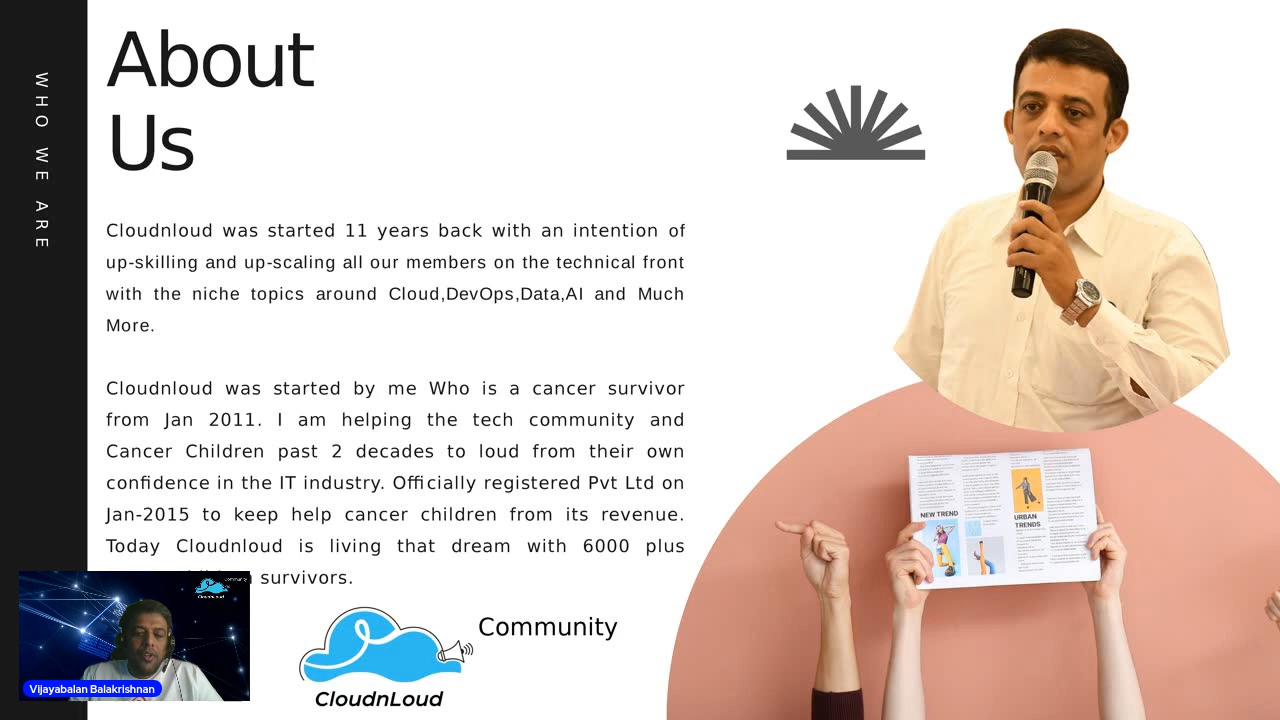 WHO WE ARE
About
Us
Cloudnloud was started 11 years back with an intention of
up-skilling and up-scaling all our members on the technical front
with the niche topics around Cloud,DevOps,Data,AI and Much
More.
Cloudnloud was started by me Who is a cancer survivor
from Jan 2011. I am helping the tech community and
Cancer Children past 2 decades to loud from their own
confidence in the IT industry. Officially registered Pvt Ltd on
Jan-2015 to keep help cancer children from its revenue.
Today Cloudnloud is living that dream with 600 plus
survivors.
NEW TREND
URBAN
TRENDS
Community
CloudnLoud
Vijayabalan Balakrishnan